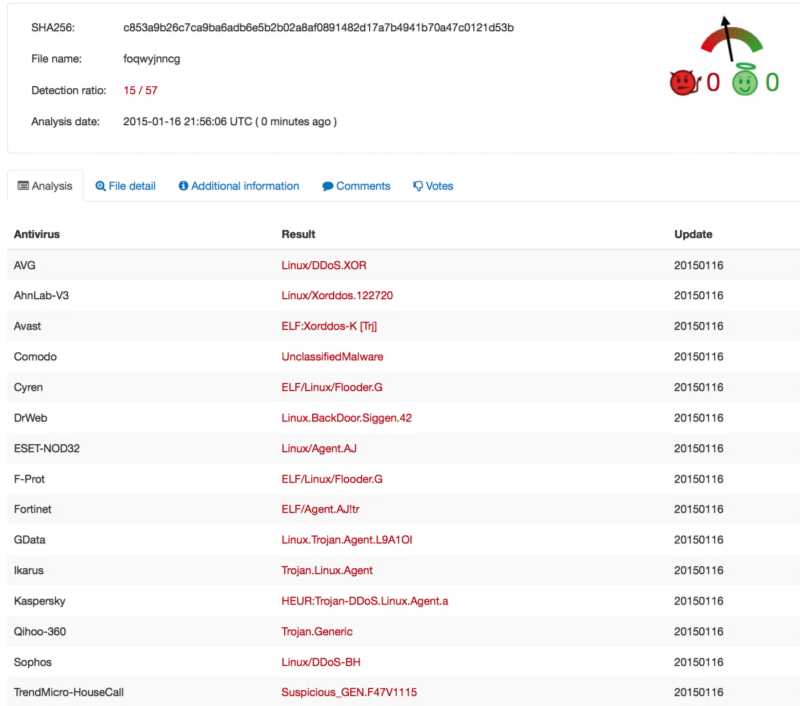 SHA256: c853a9b26c7ca9ba6adb6e5b2b02a8af0891482d17a7b4941b70a47c0121d53b
File name: foqwyjnncg
Detection ratio: 15 / 57
0 0
Analysis date: 2015-01-16 21:56:06 UTC ( 0 minutes ago )
Analysis File detail Additional information Comments Votes
Antivirus Result Update
AVG Linux/DDoS.XOR 20150116
AhnLab-V3 Linux/Xorddos.122720 20150116
Avast ELF:Xorddos-K [Trj] 20150116
Comodo UnclassifiedMalware 20150116
Cyren ELF/Linux/Flooder.G 20150116
DrWeb Linux.BackDoor.Siggen.42 20150116
ESET-NOD32 Linux/Agent.AJ 20150116
F-Prot ELF/Linux/Flooder.G 20150116
Fortinet ELF/Agent.AJ!tr 20150116
GData Linux.Trojan.Agent.L9A1OI 20150116
Ikarus Trojan.Linux.Agent 20150116
Kaspersky HEUR:Trojan-DDoS.Linux.Agent.a 20150116
Qihoo-360 Trojan.Generic 20150116
Sophos Linux/DDoS-BH 20150116
TrendMicro-HouseCall Suspicious_GEN.F47V1115 20150116